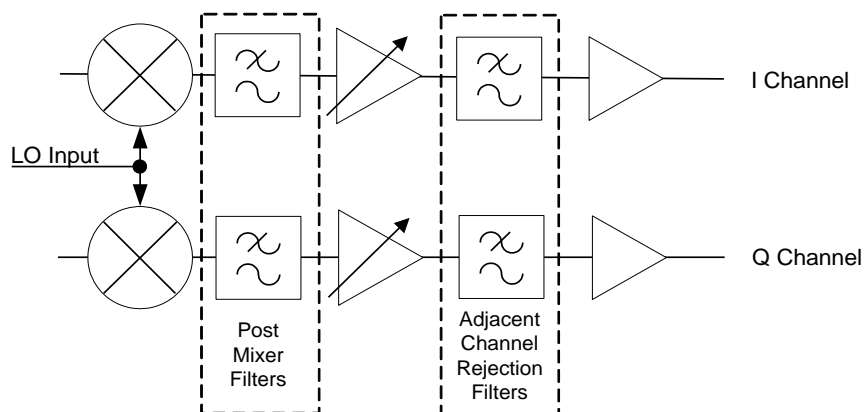 I Channel
LO Input
Q Channel
Post
Mixer
Filters
Adjacent
Channel
Rejection
Filters